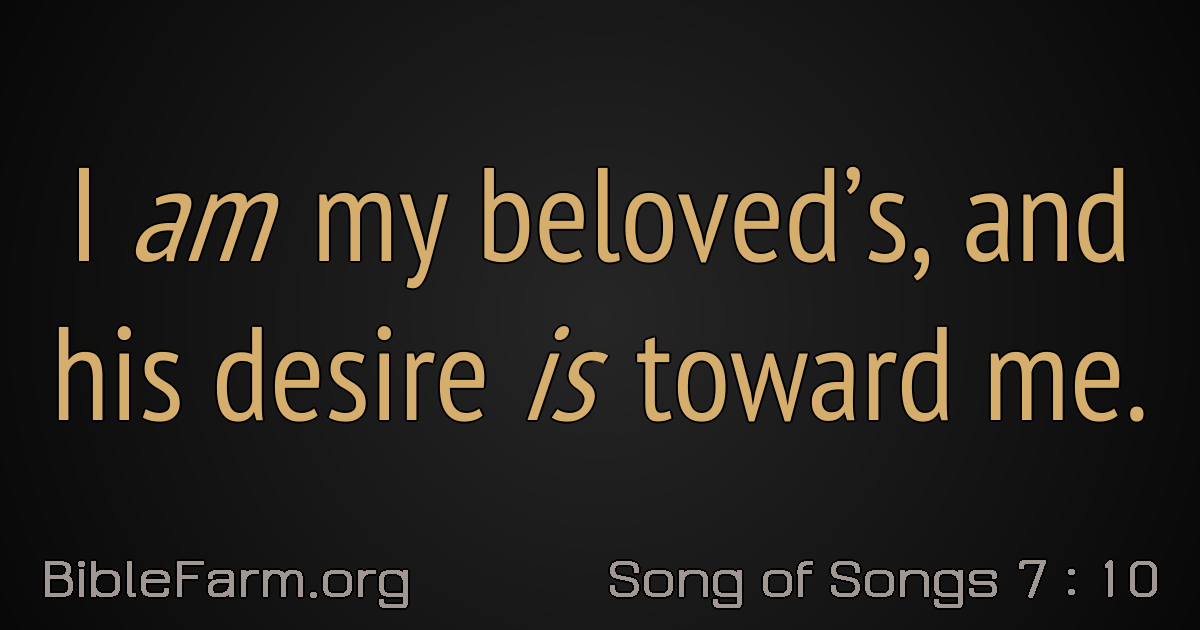 I am my beloved’s, and
his desire is toward me.
BibleFarm.org
Song of Songs 7 : 10